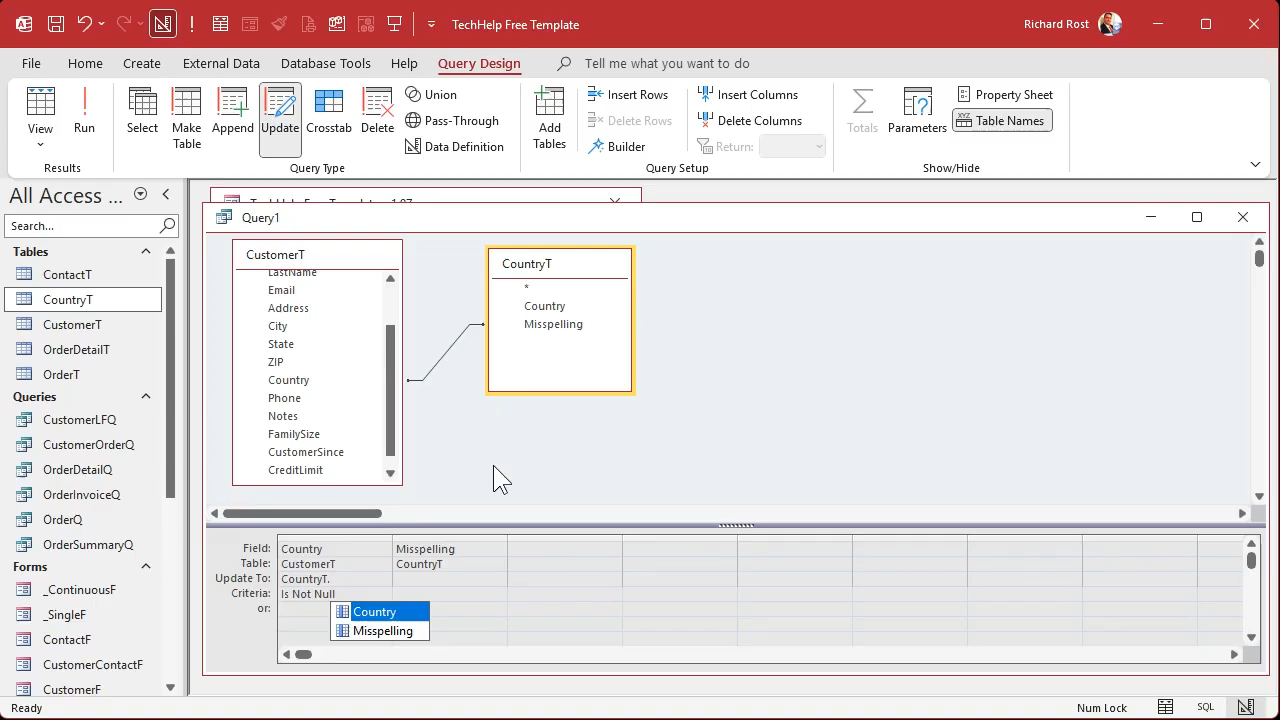 TechHelp Free Template
Richard Rost
File Home Create External Data Database Tools Help Query Design Tell me what you want to do
View
Run
Results
Select
Make Table
Append
Update
Crosstab
Delete
Union
Pass-Through
Data Definition
Query Type
Add Tables
Insert Rows
Delete Rows
Builder
Insert Columns
Delete Columns
Return:
Query Setup
Totals
Parameters
Property Sheet
Table Names
Show/Hide
All Access ...
Search...
Tables
ContactT
CountryT
CustomerT
OrderDetailT
OrderT
Queries
CustomerLFQ
CustomerOrderQ
OrderDetailQ
OrderInvoiceQ
OrderQ
OrderSummaryQ
Forms
_ContinuousF
_SingleF
ContactF
CustomerContactF
CustomerF
Query1
CustomerT
LastName
Email
Address
City
State
ZIP
Country
Phone
Notes
FamilySize
CustomerSince
CreditLimit
CountryT
*
Country
Misspelling
Field: Country Misspelling
Table: CustomerT CountryT
Update To: CountryT.
Criteria: Is Not Null
or:
Country
Misspelling
Ready
Num Lock
SQL